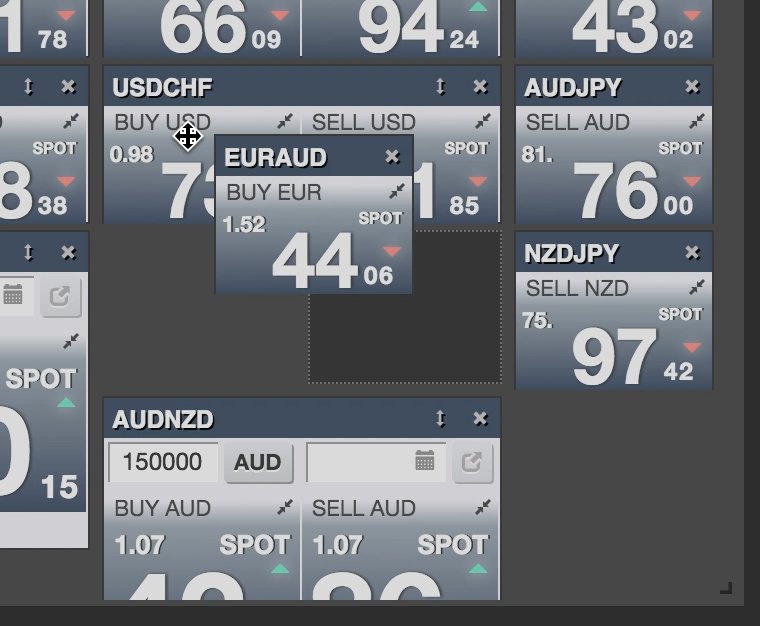 1 78
66 09
94 24
43 02
8 38
USDCHF
BUY USD
0.98
SELL USD
SPOT
1 85
EURAUD
BUY EUR
1.52
SPOT
44 06
AUDJPY
SELL AUD
81.
SPOT
76 00
NZDJPY
SELL NZD
75.
SPOT
97 42
SPOT
0 15
AUDNZD
150000 AUD
BUY AUD
1.07 SPOT
SELL AUD
1.07 SPOT